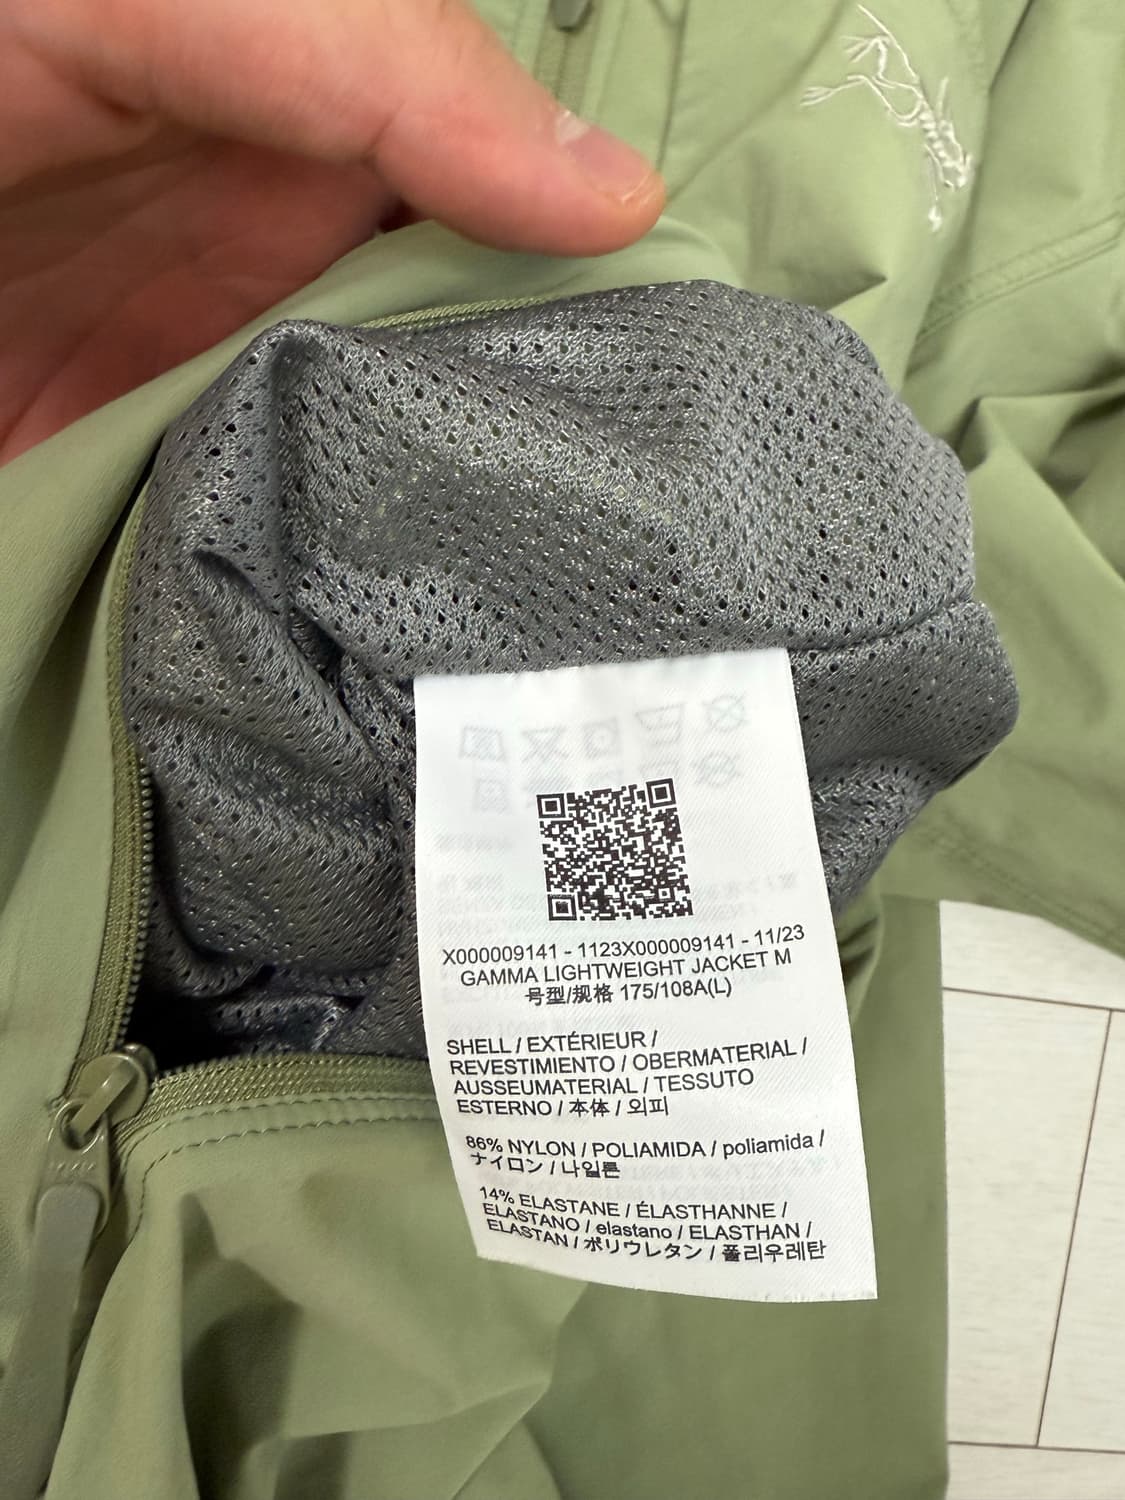 X000009141 - 1123X000009141 - 11/23
GAMMA LIGHTWEIGHT JACKET M
号型/规格 175/108A(L)
SHELL / EXTÉRIEUR /
REVESTIMIENTO / OBERMATERIAL /
AUSSEUMATERIAL / TESSUTO
ESTERNO / 本体 / 외피
86% NYLON / POLIAMIDA / poliamida /
ナイロン / 나일론
14% ELASTANE / ÉLASTHANNE /
ELASTANO / elastano / ELASTHAN /
ELASTAN / ポリウレタン / 폴리우레탄